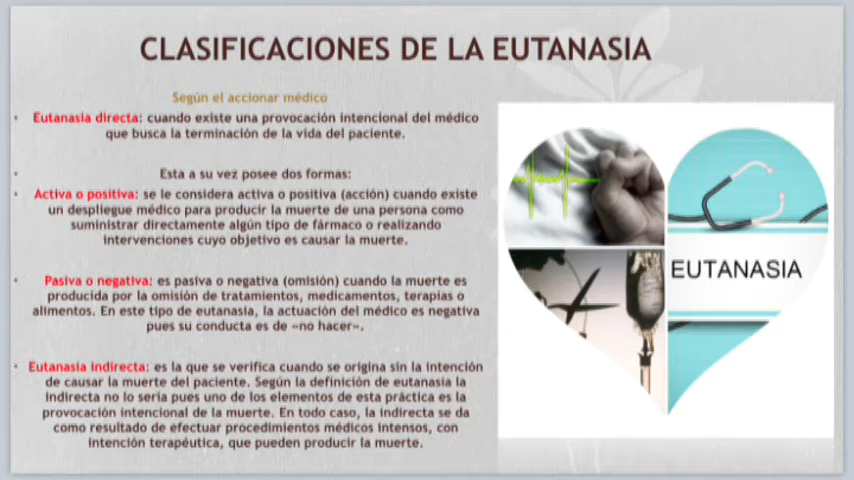 CLASIFICACIONES DE LA EUTANASIA
Según el accionar médico
• Eutanasia directa: cuando existe una provocación intencional del médico
que busca la terminación de la vida del paciente.
• Esta a su vez posee dos formas:
• Activa o positiva: se le considera activa o positiva (acción) cuando existe
un despliegue médico para producir la muerte de una persona como
suministrar directamente algún tipo de fármaco o realizando
intervenciones cuyo objetivo es causar la muerte.
• Pasiva o negativa: es pasiva o negativa (omisión) cuando la muerte es
producida por la omisión de tratamientos, medicamentos, terapias o
alimentos. En este tipo de eutanasia, la actuación del médico es negativa
pues su conducta es de «no hacer».
• Eutanasia indirecta: es la que se verifica cuando se origina sin la intención
de causar la muerte del paciente. Según la definición de eutanasia la
indirecta no lo sería pues uno de los elementos de esta práctica es la
provocación intencional de la muerte. En todo caso, la indirecta se da
como resultado de efectuar procedimientos médicos intensos, con
intención terapéutica, que pueden producir la muerte.
EUTANASIA